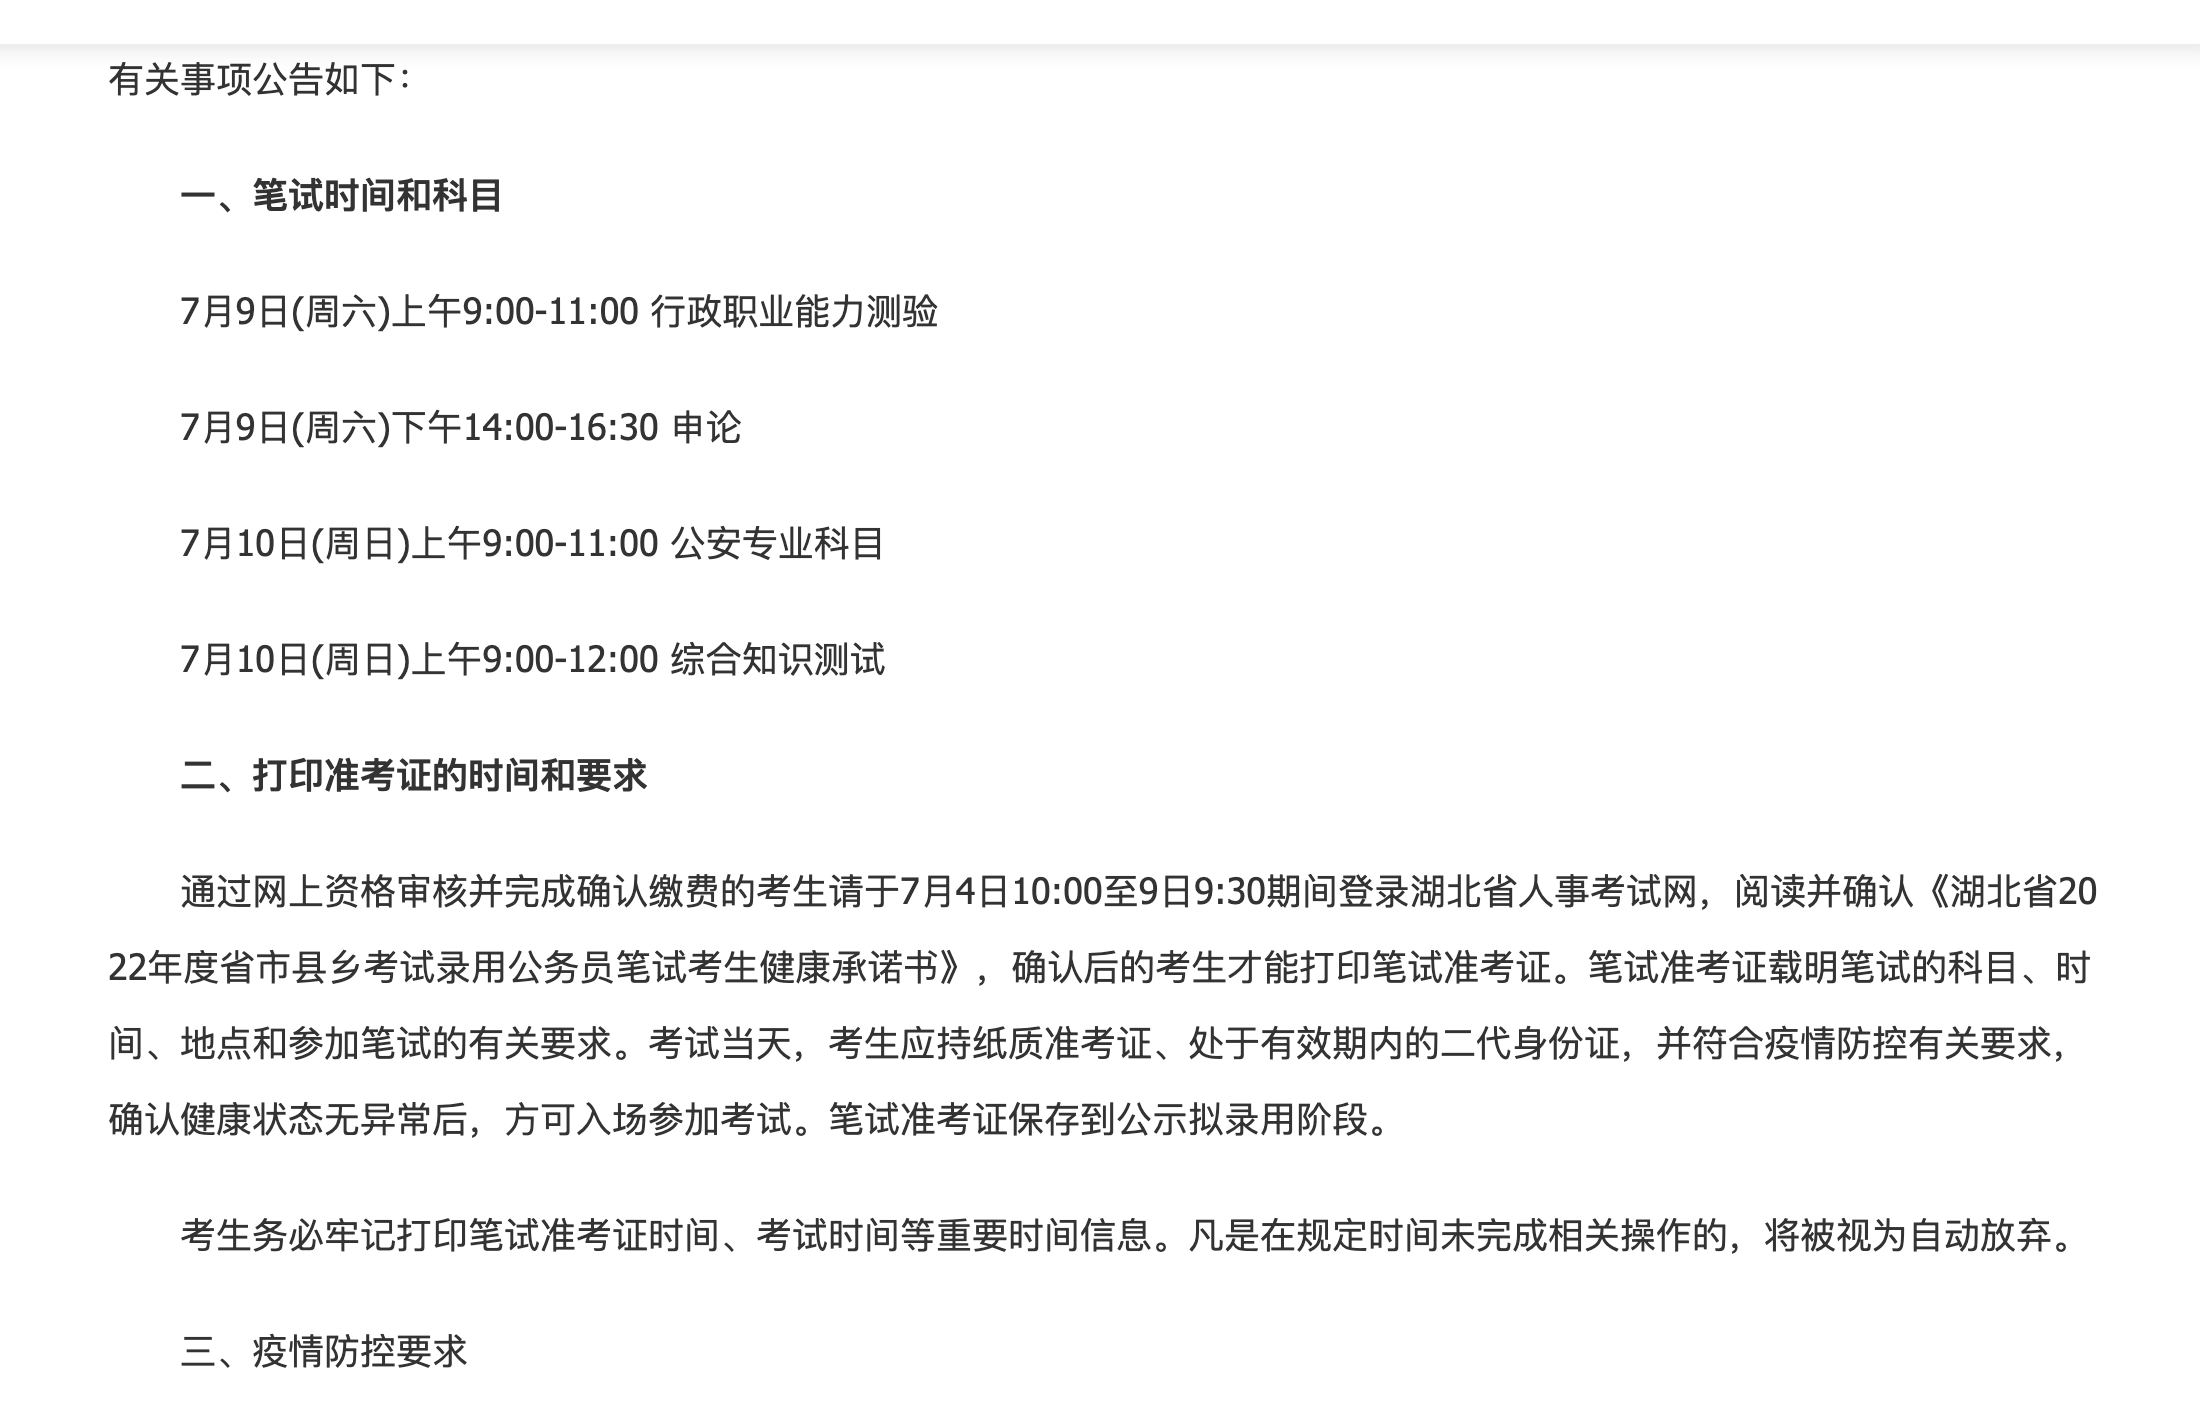 有关事项公告如下：
一、笔试时间和科目
7月9日(周六)上午9:00-11:00 行政职业能力测验
7月9日(周六)下午14:00-16:30 申论
7月10日(周日)上午9:00-11:00 公安专业科目
7月10日(周日)上午9:00-12:00 综合知识测试
二、打印准考证的时间和要求
通过网上资格审核并完成确认缴费的考生请于7月4日10:00至9日9:30期间登录湖北省人事考试网，阅读并确认《湖北省20
22年度省市县乡考试录用公务员笔试考生健康承诺书》，确认后的考生才能打印笔试准考证。笔试准考证载明笔试的科目、时
间、地点和参加笔试的有关要求。考试当天，考生应持纸质准考证、处于有效期内的二代身份证，并符合疫情防控有关要求，
确认健康状态无异常后，方可入场参加考试。笔试准考证保存到公示拟录用阶段。
考生务必牢记打印笔试准考证时间、考试时间等重要时间信息。凡是在规定时间未完成相关操作的，将被视为自动放弃。
三、疫情防控要求